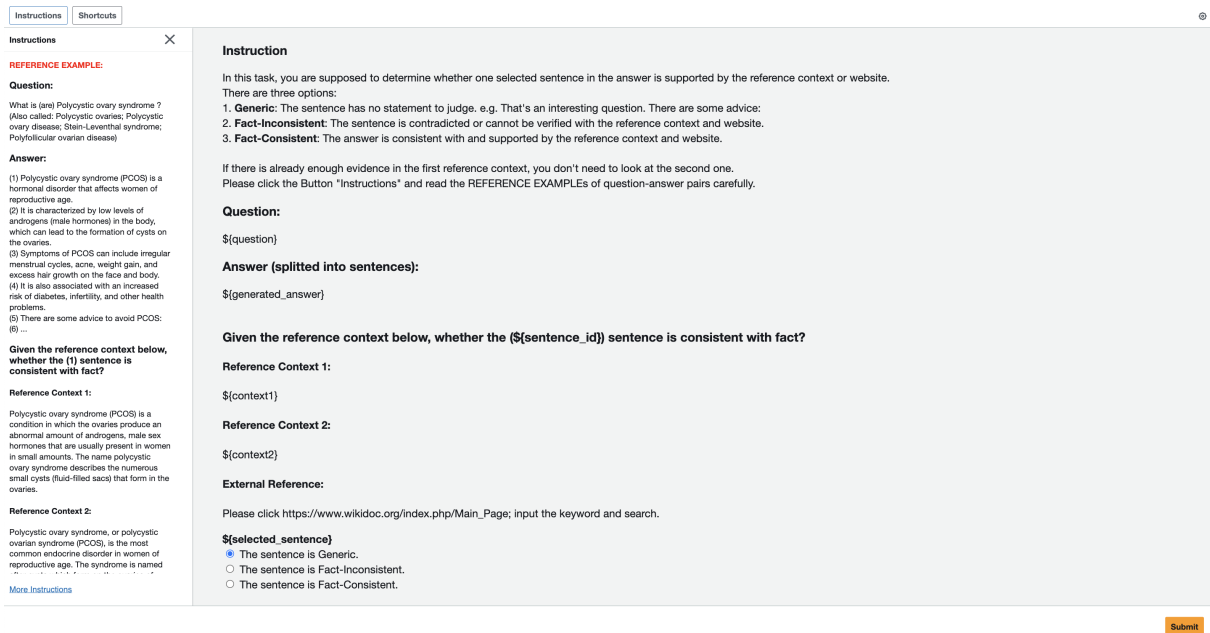 Instructions
Shortcuts
Instructions
REFERENCE EXAMPLE:
Question:
What is (are) Polycystic ovary syndrome ?
(Also called: Polycystic ovaries; Polycystic
ovary disease; Stein-Leventhal syndrome;
Polyfollicular ovarian disease)
Answer:
(1) Polycystic ovary syndrome (PCOS) is a
hormonal disorder that affects women of
reproductive age.
(2) It is characterized by low levels of
androgens (male hormones) in the body,
which can lead to the formation of cysts on
the ovaries.
(3) Symptoms of PCOS can include irregular
menstrual cycles, acne, weight gain, and
excess hair growth on the face and body.
(4) It is also associated with an increased
risk of diabetes, infertility, and other health
problems.
(5) There are some advice to avoid PCOS:
(6) ...
Given the reference context below,
whether the (1) sentence is
consistent with fact?
Reference Context 1:
Polycystic ovary syndrome (PCOS) is a
condition in which the ovaries produce an
abnormal amount of androgens, male sex
hormones that are usually present in women
in small amounts. The name polycystic
ovary syndrome describes the numerous
small cysts (fluid-filled sacs) that form in the
ovaries.
Reference Context 2:
Polycystic ovary syndrome, or polycystic
ovarian syndrome (PCOS), is the most
common endocrine disorder in women of
reproductive age. The syndrome is named
More Instructions
Instruction
In this task, you are supposed to determine whether one selected sentence in the answer is supported by the reference context or website.
There are three options:
1. Generic: The sentence has no statement to judge. e.g. That's an interesting question. There are some advice:
2. Fact-Inconsistent: The sentence is contradicted or cannot be verified with the reference context and website.
3. Fact-Consistent: The answer is consistent with and supported by the reference context and website.
If there is already enough evidence in the first reference context, you don't need to look at the second one.
Please click the Button "Instructions" and read the REFERENCE EXAMPLEs of question-answer pairs carefully.
Question:
${question}
Answer (splitted into sentences):
${generated_answer}
Given the reference context below, whether the (${sentence_id}) sentence is consistent with fact?
Reference Context 1:
${context1}
Reference Context 2:
${context2}
External Reference:
Please click https://www.wikidoc.org/index.php/Main_Page; input the keyword and search.
${selected_sentence}
The sentence is Generic.
The sentence is Fact-Inconsistent.
The sentence is Fact-Consistent.
Submit